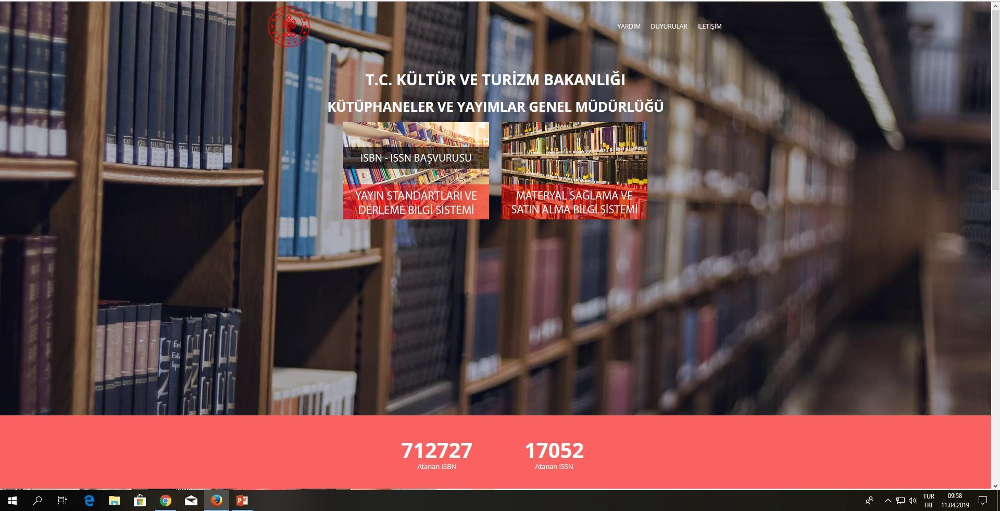 YARDIM DUYURULAR İLETİŞİM
T.C. KÜLTÜR VE TURİZM BAKANLIĞI
KÜTÜPHANELER VE YAYIMLAR GENEL MÜDÜRLÜĞÜ
ISBN - ISSN BAŞVURUSU
YAYIN STANDARTLARI VE
DERLEME BİLGİ SİSTEMİ
MATERYAL SAĞLAMA VE
SATIN ALMA BİLGİ SİSTEMİ
712727
Atanan ISBN
17052
Atanan ISSN
TUR
TRF
09:58
11.04.2019